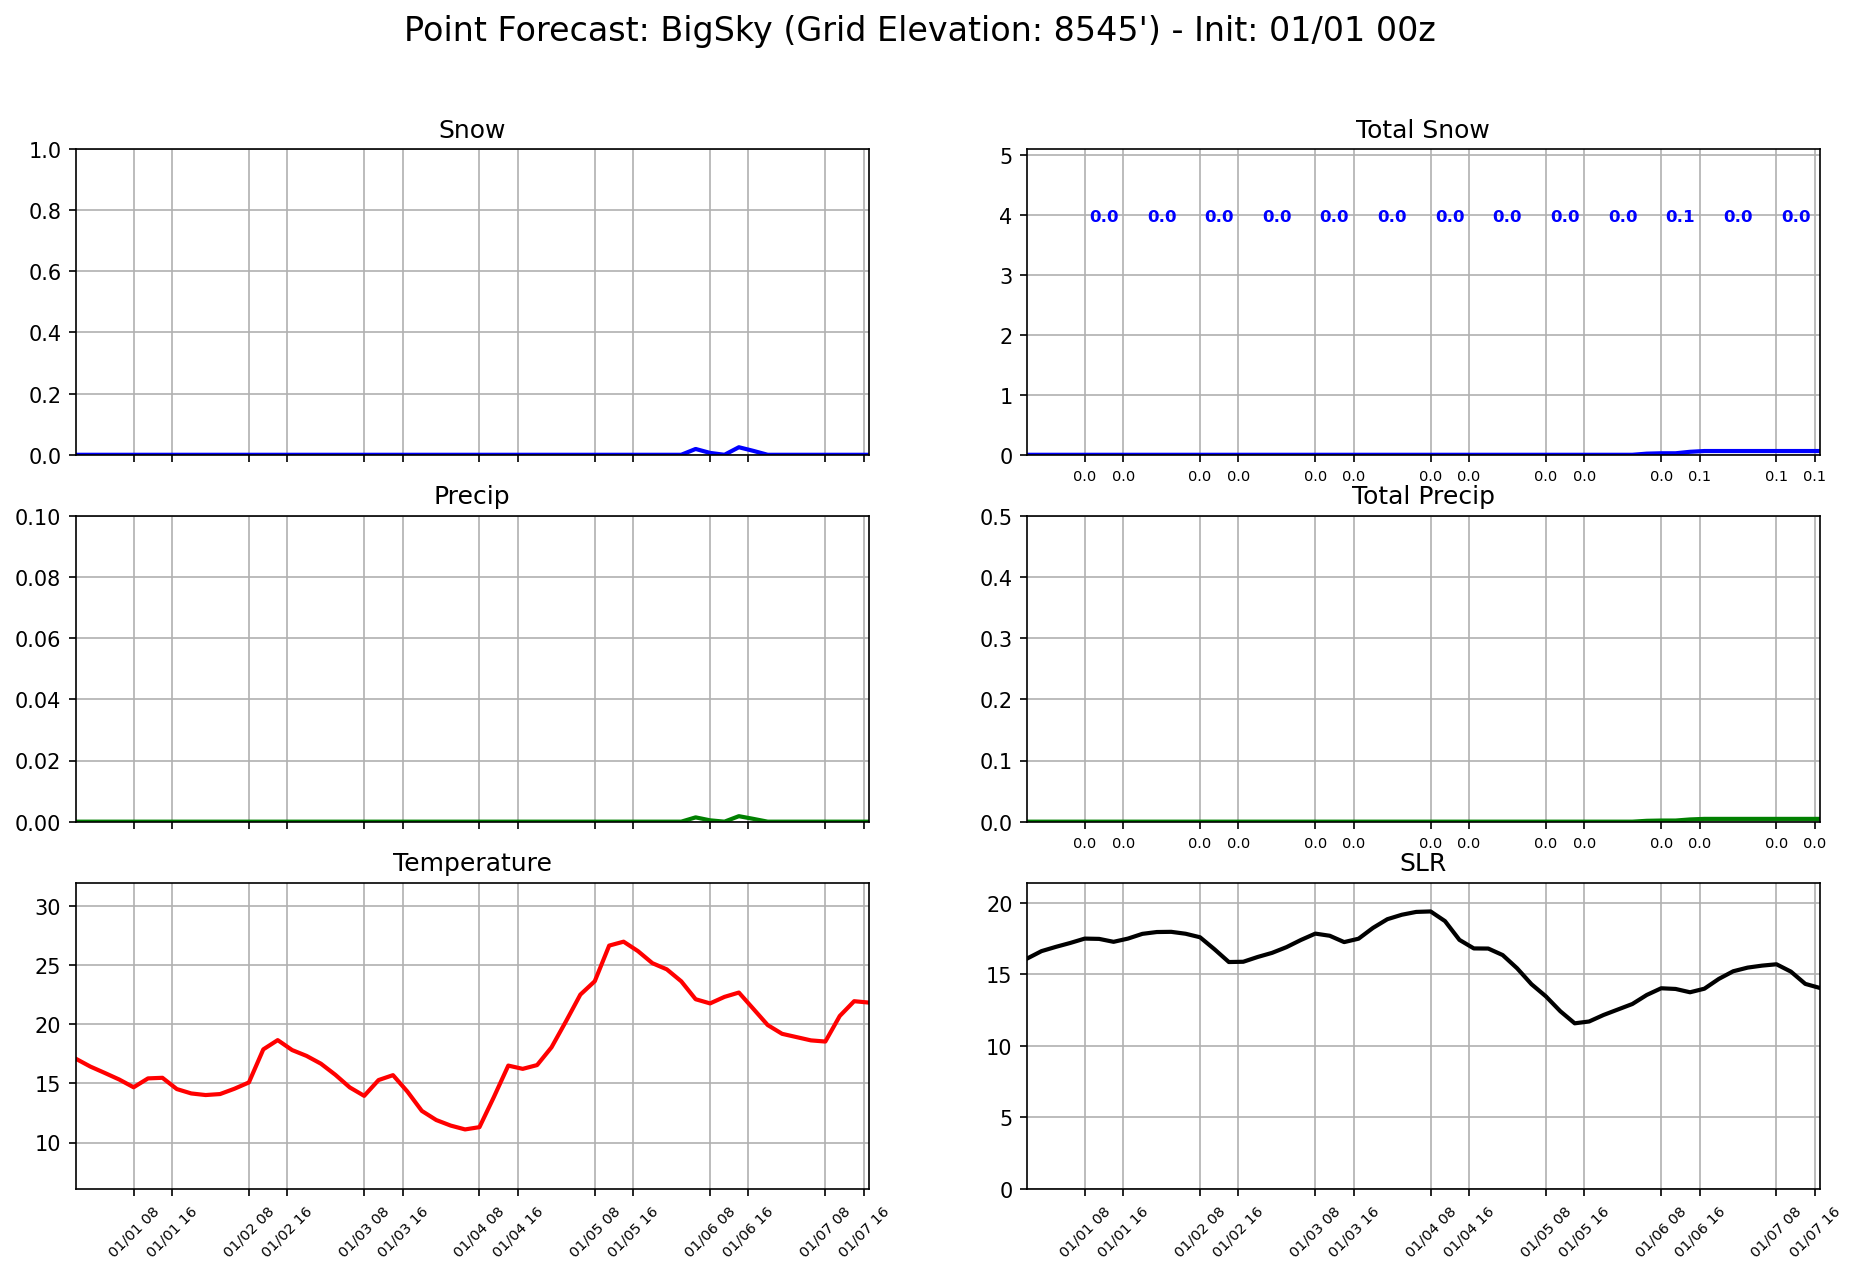 Point Forecast: BigSky (Grid Elevation: 8545') - Init: 01/01 00z
Snow
1.0
0.8
0.6
0.4
0.2
0.0
Total Snow
5
4
3
2
1
0
0.0 0.0 0.0 0.0 0.0 0.0 0.0 0.0 0.0 0.0 0.1 0.0 0.0
0.0 0.0 0.0 0.0 0.0 0.0 0.0 0.0 0.0 0.0 0.0 0.1 0.1 0.1
Precip
0.10
0.08
0.06
0.04
0.02
0.00
Total Precip
0.5
0.4
0.3
0.2
0.1
0.0
0.0 0.0 0.0 0.0 0.0 0.0 0.0 0.0 0.0 0.0 0.0 0.0 0.0 0.0
Temperature
30
25
20
15
10
01/01 08 01/01 16 01/02 08 01/02 16 01/03 08 01/03 16 01/04 08 01/04 16 01/05 08 01/05 16 01/06 08 01/06 16 01/07 08 01/07 16
SLR
20
15
10
5
0
01/01 08 01/01 16 01/02 08 01/02 16 01/03 08 01/03 16 01/04 08 01/04 16 01/05 08 01/05 16 01/06 08 01/06 16 01/07 08 01/07 16